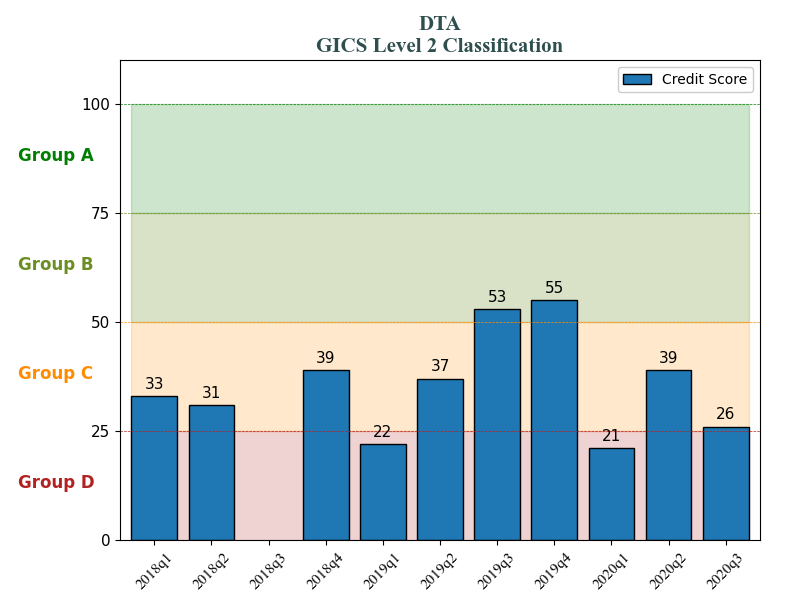 DTA
GICS Level 2 Classification
Credit Score
100
Group A
75
Group B
55
53
50
39
39
37
Group C
33
31
26
25
22
21
Group D
0
2018q1 2018q2 2018q3 2018q4 2019q1 2019q2 2019q3 2019q4 2020q1 2020q2 2020q3